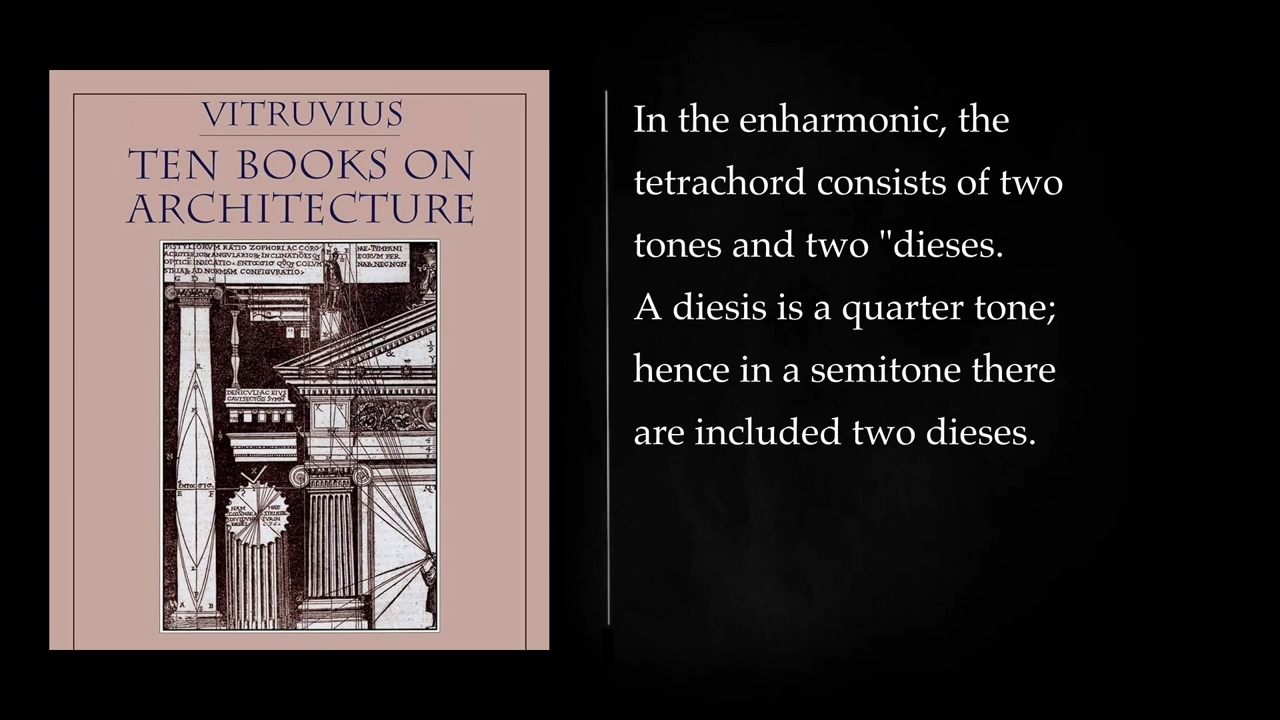 VITRUVIUS
TEN BOOKS ON
ARCHITECTURE
In the enharmonic, the
tetrachord consists of two
tones and two "dieses.
A diesis is a quarter tone;
hence in a semitone there
are included two dieses.